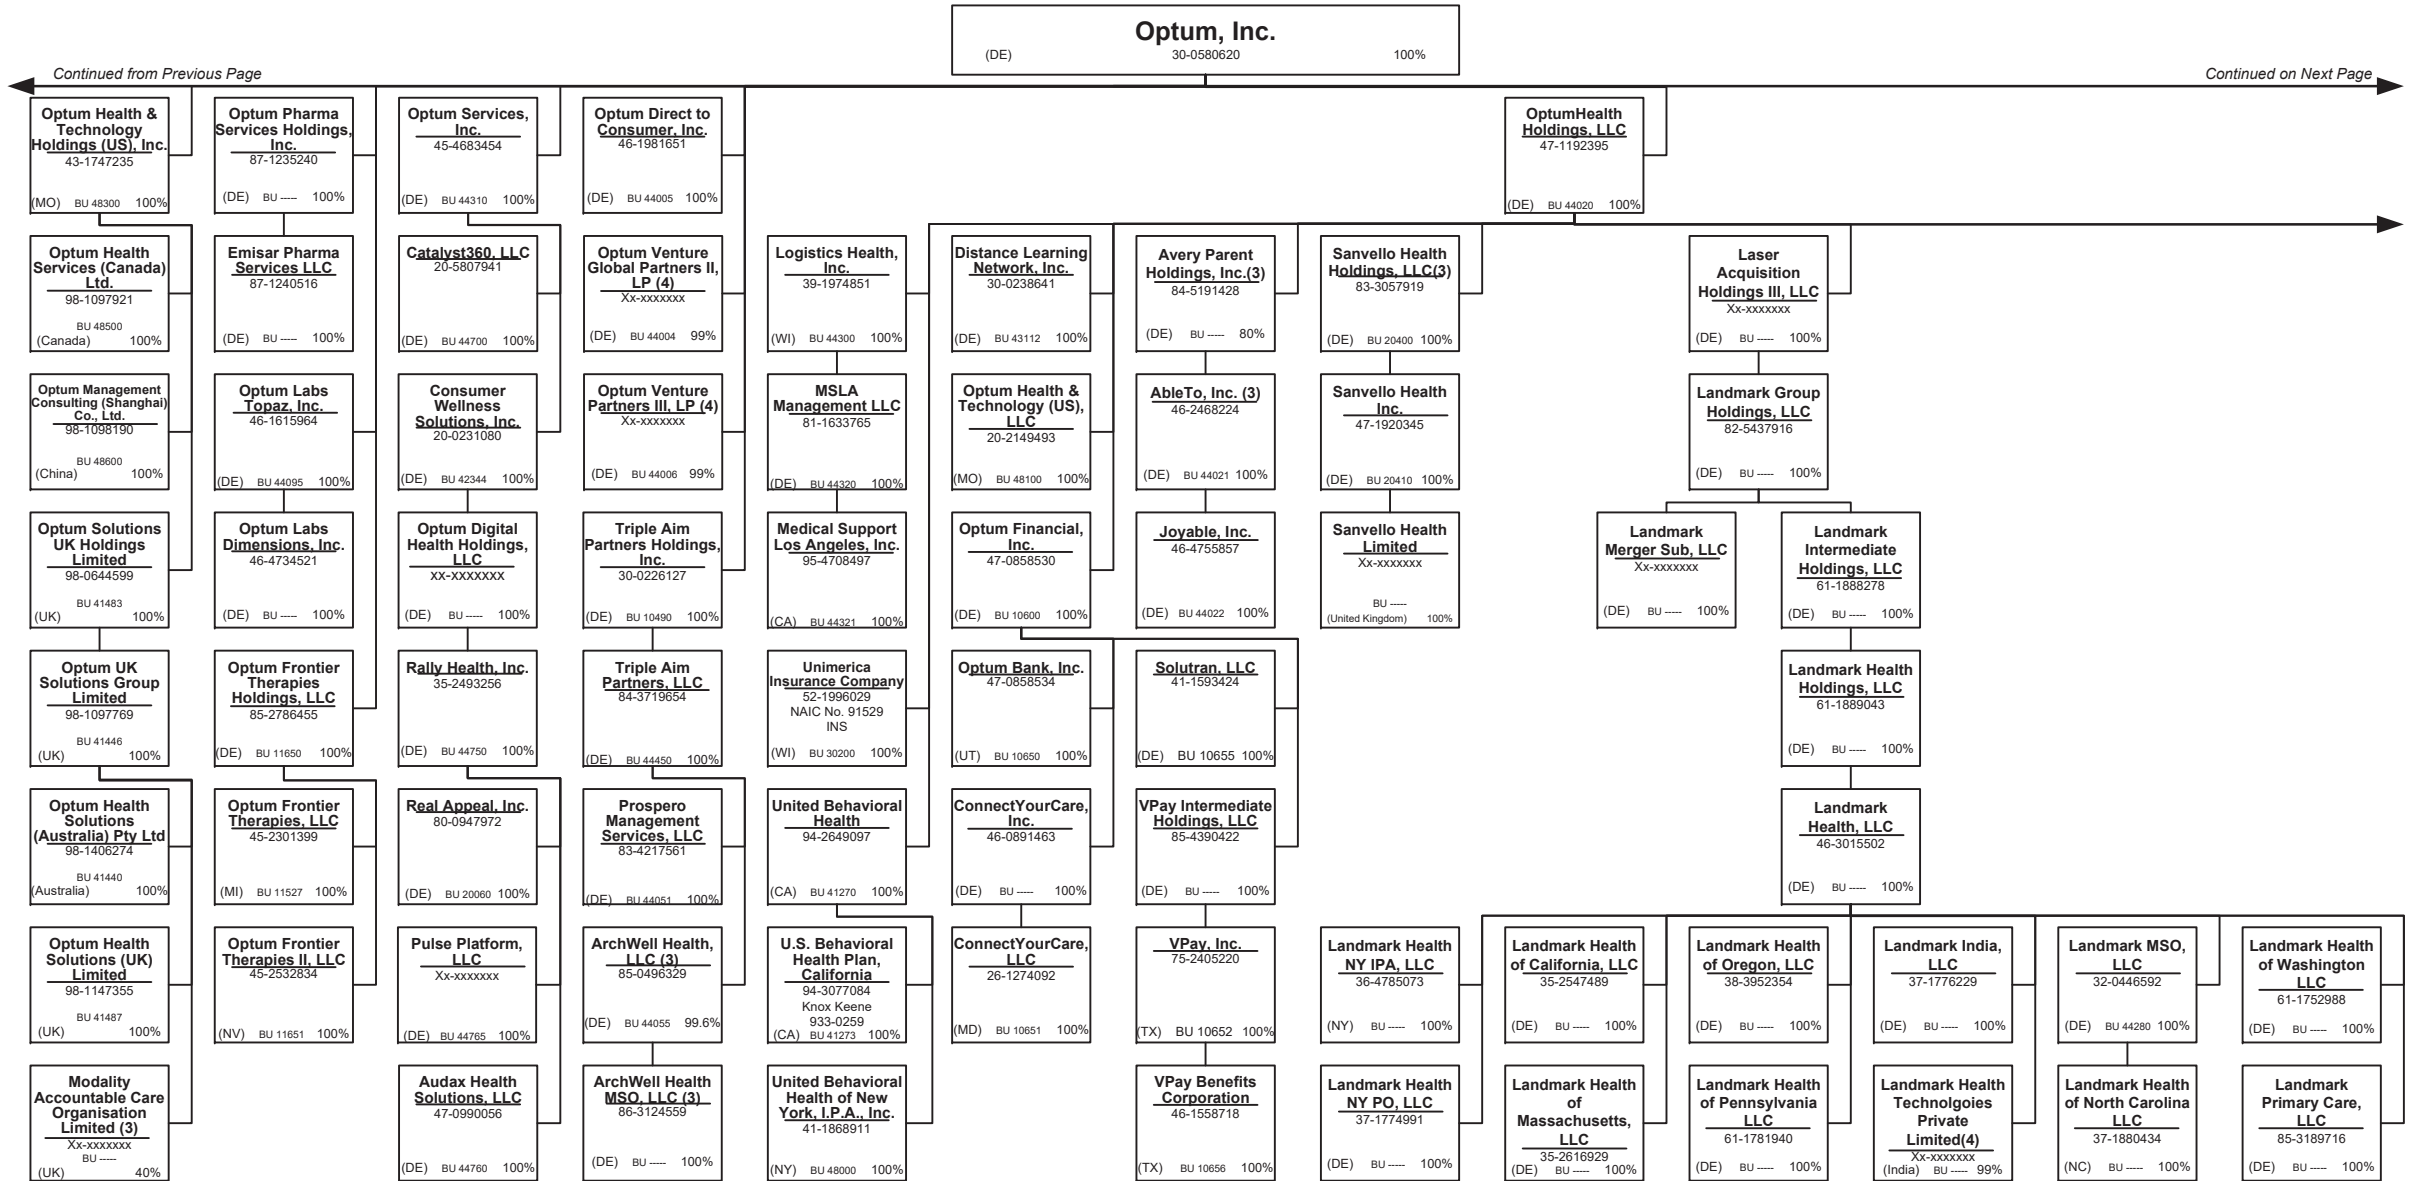 Optum, Inc.
(DE) 30-0580620 100%
Continued from Previous Page
Continued on Next Page
Optum Health &
Technology
Holdings (US), Inc.
43-1747235
(MO) BU 48300 100%
Optum Pharma
Services Holdings,
Inc.
87-1235240
(DE) BU ----- 100%
Optum Services,
Inc.
45-4683454
(DE) BU 44310 100%
Optum Direct to
Consumer, Inc.
46-1981651
(DE) BU 44005 100%
OptumHealth
Holdings, LLC
47-1192395
(DE) BU 44020 100%
Optum Health
Services (Canada)
Ltd.
98-1097921
BU 48500
(Canada) 100%
Emisar Pharma
Services LLC
87-1240516
(DE) BU ----- 100%
Catalyst360, LLC
20-5807941
(DE) BU 44700 100%
Optum Venture
Global Partners II,
LP (4)
Xx-xxxxxxx
(DE) BU 44004 99%
Logistics Health,
Inc.
39-1974851
(WI) BU 44300 100%
Distance Learning
Network, Inc.
30-0238641
(DE) BU 43112 100%
Avery Parent
Holdings, Inc.(3)
84-5191428
(DE) BU ----- 80%
Sanvello Health
Holdings, LLC(3)
83-3057919
(DE) BU 20400 100%
Laser
Acquisition
Holdings III, LLC
Xx-xxxxxxx
(DE) BU ----- 100%
Optum Management
Consulting (Shanghai)
Co., Ltd.
98-1098190
BU 48600
(China) 100%
Optum Labs
Topaz, Inc.
46-1615964
(DE) BU 44095 100%
Consumer
Wellness
Solutions, Inc.
20-0231080
(DE) BU 42344 100%
Optum Venture
Partners III, LP (4)
Xx-xxxxxxx
(DE) BU 44006 99%
MSLA
Management LLC
81-1633765
(DE) BU 44320 100%
Optum Health &
Technology (US),
LLC
20-2149493
(MO) BU 48100 100%
AbleTo, Inc. (3)
46-2468224
(DE) BU 44021 100%
Sanvello Health
Inc.
47-1920345
(DE) BU 20410 100%
Landmark Group
Holdings, LLC
82-5437916
(DE) BU ----- 100%
Optum Solutions
UK Holdings
Limited
98-0644599
BU 41483
(UK) 100%
Optum Labs
Dimensions, Inc.
46-4734521
(DE) BU ----- 100%
Optum Digital
Health Holdings,
LLC
xx-xxxxxxx
(DE) BU ----- 100%
Triple Aim
Partners Holdings,
Inc.
30-0226127
(DE) BU 10490 100%
Medical Support
Los Angeles, Inc.
95-4708497
(CA) BU 44321 100%
Optum Financial,
Inc.
47-0858530
(DE) BU 10600 100%
Joyable, Inc.
46-4755857
(DE) BU 44022 100%
Sanvello Health
Limited
Xx-xxxxxxx
BU -----
(United Kingdom) 100%
Landmark
Merger Sub, LLC
Xx-xxxxxxx
(DE) BU ----- 100%
Landmark
Intermediate
Holdings, LLC
61-1888278
(DE) BU ----- 100%
Optum UK
Solutions Group
Limited
98-1097769
BU 41446
(UK) 100%
Optum Frontier
Therapies
Holdings, LLC
85-2786455
(DE) BU 11650 100%
Rally Health, Inc.
35-2493256
(DE) BU 44750 100%
Triple Aim
Partners, LLC
84-3719654
(DE) BU 44450 100%
Unimerica
Insurance Company
52-1996029
NAIC No. 91529
INS
(WI) BU 30200 100%
Optum Bank, Inc.
47-0858534
(UT) BU 10650 100%
Solutran, LLC
41-1593424
(DE) BU 10655 100%
Landmark Health
Holdings, LLC
61-1889043
(DE) BU ----- 100%
Optum Health
Solutions
(Australia) Pty Ltd
98-1406274
BU 41440
(Australia) 100%
Optum Frontier
Therapies, LLC
45-2301399
(MI) BU 11527 100%
Real Appeal, Inc.
80-0947972
(DE) BU 20060 100%
Prospero
Management
Services, LLC
83-4217561
(DE) BU 44051 100%
United Behavioral
Health
94-2649097
(CA) BU 41270 100%
ConnectYourCare,
Inc.
46-0891463
(DE) BU ----- 100%
VPay Intermediate
Holdings, LLC
85-4390422
(DE) BU ----- 100%
Landmark
Health, LLC
46-3015502
(DE) BU ----- 100%
Optum Health
Solutions (UK)
Limited
98-1147355
BU 41487
(UK) 100%
Optum Frontier
Therapies II, LLC
45-2532834
(NV) BU 11651 100%
Pulse Platform,
LLC
Xx-xxxxxxx
(DE) BU 44765 100%
ArchWell Health,
LLC (3)
85-0496329
(DE) BU 44055 99.6%
U.S. Behavioral
Health Plan,
California
94-3077084
Knox Keene
933-0259
(CA) BU 41273 100%
ConnectYourCare,
LLC
26-1274092
(MD) BU 10651 100%
VPay, Inc.
75-2405220
(TX) BU 10652 100%
Landmark Health
NY IPA, LLC
36-4785073
(NY) BU ----- 100%
Landmark Health
of California, LLC
35-2547489
(DE) BU ----- 100%
Landmark Health
of Oregon, LLC
38-3952354
(DE) BU ----- 100%
Landmark India,
LLC
37-1776229
(DE) BU ----- 100%
Landmark MSO,
LLC
32-0446592
(DE) BU 44280 100%
Landmark Health
of Washington
LLC
61-1752988
(DE) BU ----- 100%
Modality
Accountable Care
Organisation
Limited (3)
Xx-xxxxxxx
BU -----
(UK) 40%
Audax Health
Solutions, LLC
47-0990056
(DE) BU 44760 100%
ArchWell Health
MSO, LLC (3)
86-3124559
(DE) BU ----- 100%
United Behavioral
Health of New
York, I.P.A., Inc.
41-1868911
(NY) BU 48000 100%
VPay Benefits
Corporation
46-1558718
(TX) BU 10656 100%
Landmark Health
NY PO, LLC
37-1774991
(DE) BU ----- 100%
Landmark Health
of
Massachusetts,
LLC
35-2616929
(DE) BU ----- 100%
Landmark Health
of Pennsylvania
LLC
61-1781940
(DE) BU ----- 100%
Landmark Health
Technolgoies
Private
Limited(4)
Xx-xxxxxxx
(India) BU ----- 99%
Landmark Health
of North Carolina
LLC
37-1880434
(NC) BU ----- 100%
Landmark
Primary Care,
LLC
85-3189716
(DE) BU ----- 100%